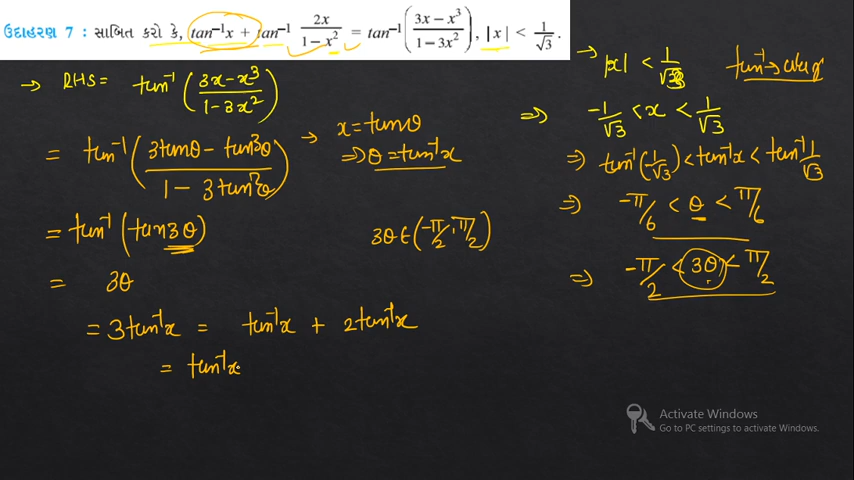 ઉદાહરણ 7 : સાબિત કરો કે, tan⁻¹x + tan⁻¹ 2x/(1 − x²) = tan⁻¹((3x − x³)/(1 − 3x²)), |x| < 1/√3.
→ RHS = tan⁻¹((3x − x³)/(1 − 3x²))
= tan⁻¹((3tanθ − tan³θ)/(1 − 3tan²θ))
→ x = tanθ
⇒ θ = tan⁻¹x
= tan⁻¹(tan3θ)
3θ ∈ (−π/2, π/2)
= 3θ
= 3tan⁻¹x = tan⁻¹x + 2tan⁻¹x
= tan⁻¹x
→ |x| < 1/√3
tan⁻¹ →
⇒ −1/√3 < x < 1/√3
⇒ tan⁻¹(1/√3) < tan⁻¹x < tan⁻¹ 1/√3
⇒ −π/6 < θ < π/6
⇒ −π/2 < 3θ < π/2
Activate Windows
Go to PC settings to activate Windows.